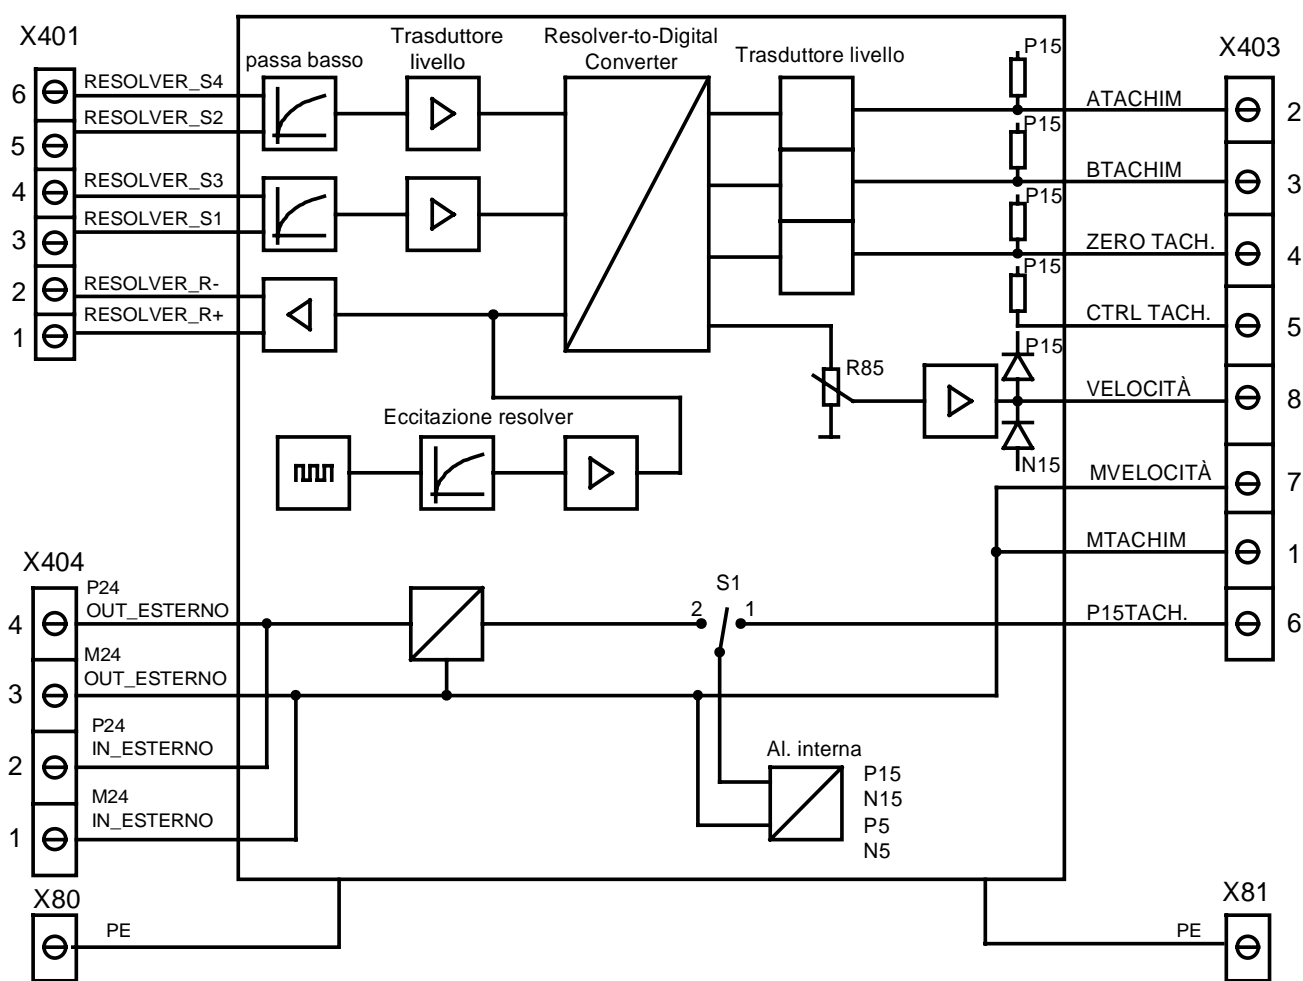 X401
6
RESOLVER_S4
RESOLVER_S2
5
4
RESOLVER_S3
RESOLVER_S1
3
2
RESOLVER_R-
RESOLVER_R+
1
passa basso
Trasduttore
livello
Resolver-to-Digital
Converter
Trasduttore livello
P15
P15
P15
P15
P15
N15
R85
Eccitazione resolver
X403
ATACHIM
2
BTACHIM
3
ZERO TACH.
4
CTRL TACH.
5
VELOCITÀ
8
MVELOCITÀ
7
MTACHIM
1
P15TACH.
6
X404
P24
OUT_ESTERNO
4
M24
OUT_ESTERNO
3
P24
IN_ESTERNO
2
M24
IN_ESTERNO
1
S1
2
1
Al. interna
P15
N15
P5
N5
X80
PE
X81
PE